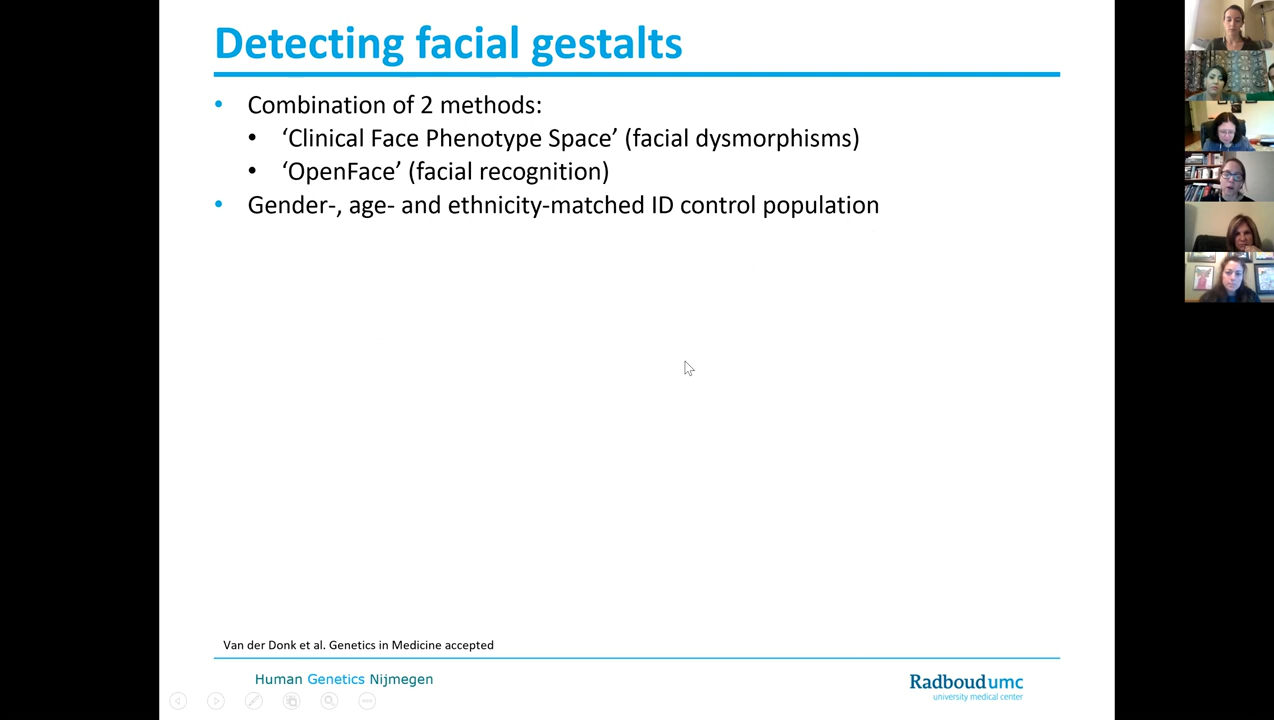 Detecting facial gestalts
• Combination of 2 methods:
• ‘Clinical Face Phenotype Space’ (facial dysmorphisms)
• ‘OpenFace’ (facial recognition)
• Gender-, age- and ethnicity-matched ID control population
Van der Donk et al. Genetics in Medicine accepted
Human Genetics Nijmegen
Radboudumc
university medical center